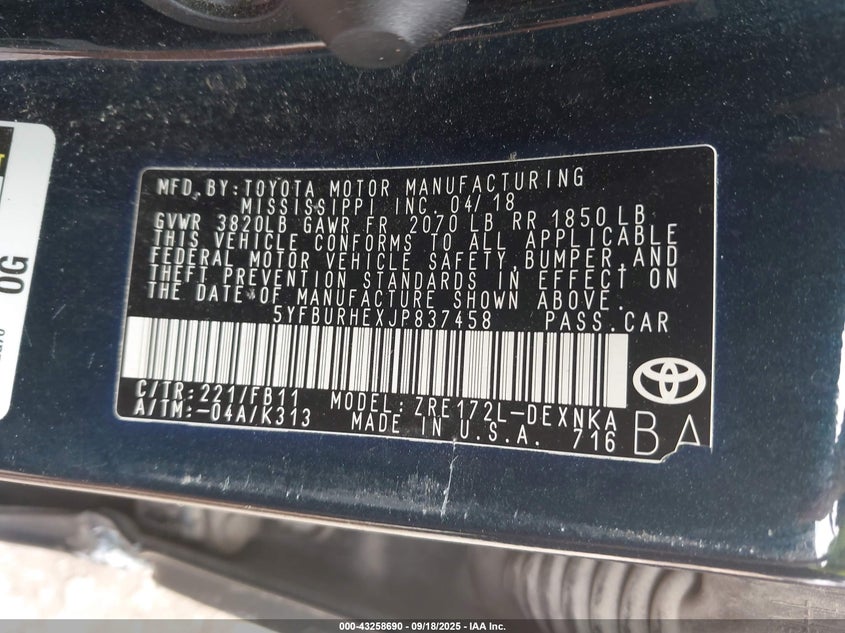 MFD. BY: TOYOTA MOTOR MANUFACTURING
MISSISSIPPI INC. 04/18
GVWR 3820LB GAWR FR 2070 LB RR 1850 LB
THIS VEHICLE CONFORMS TO ALL APPLICABLE
FEDERAL MOTOR VEHICLE SAFETY, BUMPER, AND
THEFT PREVENTION STANDARDS IN EFFECT ON
THE DATE OF MANUFACTURE SHOWN ABOVE.
5YFBURHEXJP837458 PASS. CAR
C/TR: 221/FB11 MODEL: ZRE172L-DEXNKA
A/TM: -04A/K313 MADE IN U.S.A. 716
BA
OG
000-43258690 - 09/18/2025 - IAA Inc.